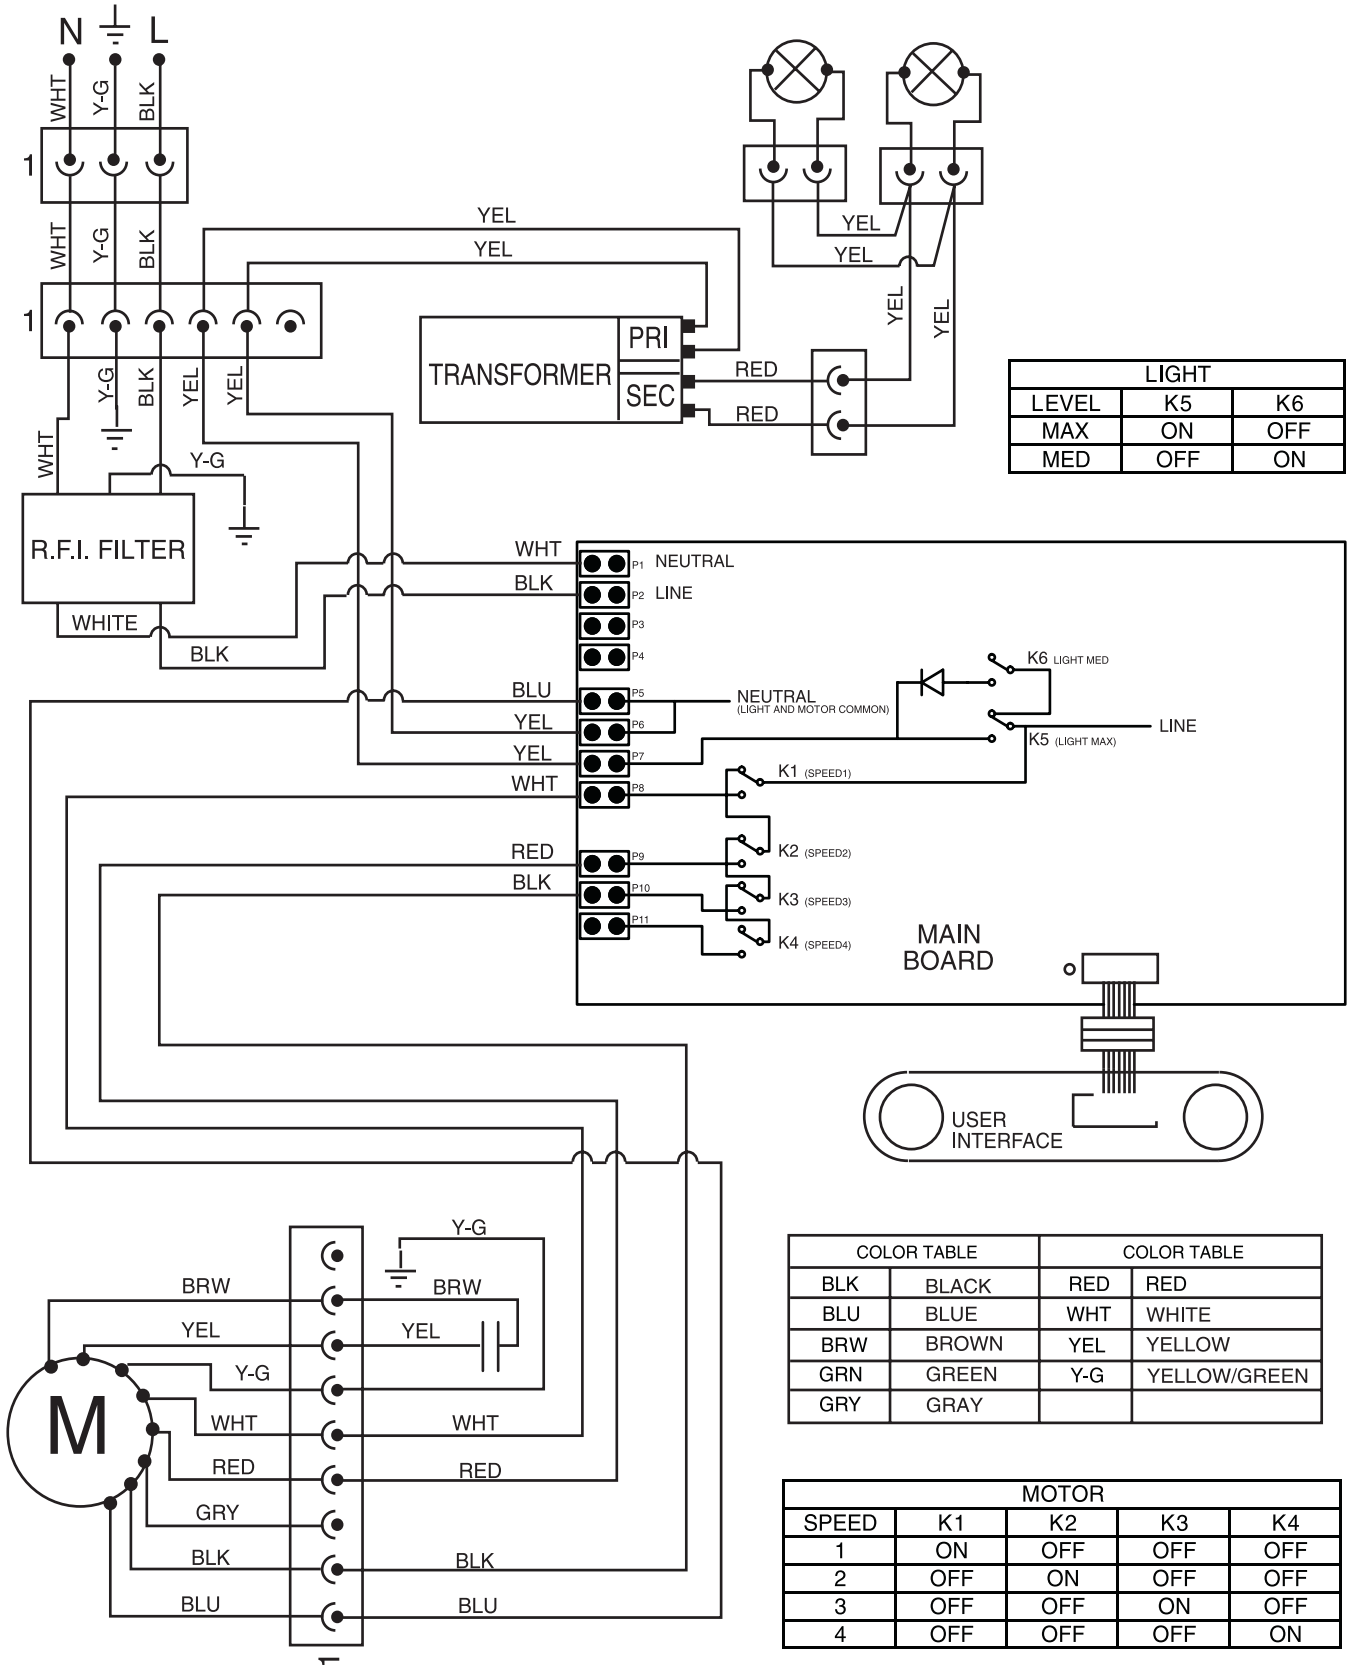 N L
WHT Y-G BLK
1
WHT Y-G BLK
YEL
YEL
1
Y-G BLK YEL YEL
WHT
Y-G
R.F.I. FILTER
WHITE
BLK
TRANSFORMER
PRI
SEC
RED
RED
YEL
YEL
YEL
YEL
LIGHT
LEVEL K5 K6
MAX ON OFF
MED OFF ON
WHT P1 NEUTRAL
BLK P2 LINE
P3
P4
BLU P5
YEL P6
YEL P7
WHT P8
RED P9
BLK P10
P11
NEUTRAL
(LIGHT AND MOTOR COMMON)
K6 LIGHT MED
LINE
K5 (LIGHT MAX)
K1 (SPEED1)
K2 (SPEED2)
K3 (SPEED3)
K4 (SPEED4)
MAIN
BOARD
USER
INTERFACE
Y-G
BRW BRW
YEL YEL
Y-G
M
WHT WHT
RED RED
GRY
BLK BLK
BLU BLU
1
COLOR TABLE COLOR TABLE
BLK BLACK RED RED
BLU BLUE WHT WHITE
BRW BROWN YEL YELLOW
GRN GREEN Y-G YELLOW/GREEN
GRY GRAY
MOTOR
SPEED K1 K2 K3 K4
1 ON OFF OFF OFF
2 OFF ON OFF OFF
3 OFF OFF ON OFF
4 OFF OFF OFF ON